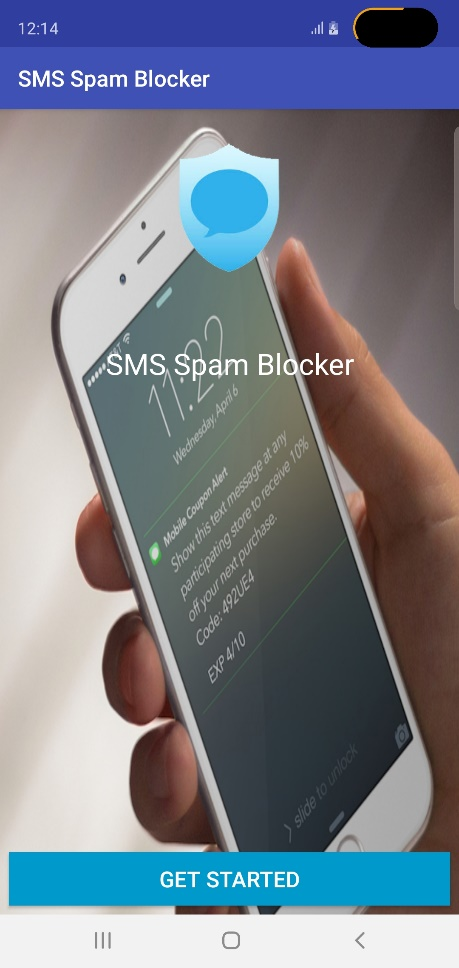 12:14
SMS Spam Blocker
AT&T
11:22
SMS Spam Blocker
Wednesday, April 6
Mobile Coupon Alert
Show this text message at any
participating store to receive 10%
off your next purchase.
Code: 492UE4
EXP 4/10
slide to unlock
GET STARTED